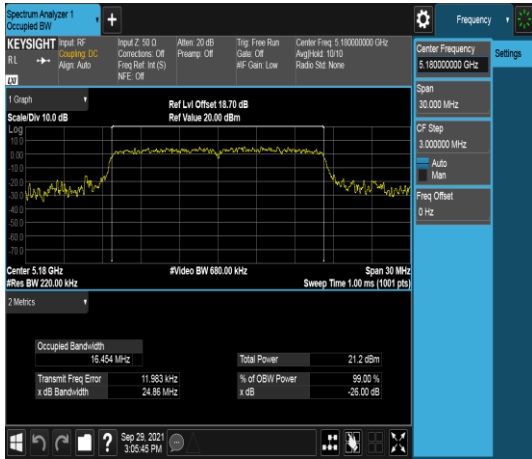 Spectrum Analyzer 1
Occupied BW
+
Frequency
KEYSIGHT
RL
LXI
Input: RF
Coupling: DC
Align: Auto
Input Z: 50 Ω
Corrections: Off
Freq Ref: Int (S)
NFE: Off
Atten: 20 dB
Preamp: Off
Trig: Free Run
Gate: Off
#IF Gain: Low
Center Freq: 5.180000000 GHz
Avg|Hold: 10/10
Radio Std: None
Center Frequency
5.180000000 GHz
Settings
Span
30.000 MHz
CF Step
3.000000 MHz
Auto
Man
Freq Offset
0 Hz
1 Graph
Scale/Div 10.0 dB
Ref Lvl Offset 18.70 dB
Ref Value 20.00 dBm
Log
10.0
0.00
-10.0
-20.0
-30.0
-40.0
-50.0
-60.0
-70.0
Center 5.18 GHz
#Res BW 220.00 kHz
#Video BW 680.00 kHz
Span 30 MHz
Sweep Time 1.00 ms (1001 pts)
2 Metrics
Occupied Bandwidth
16.454 MHz
Total Power 21.2 dBm
Transmit Freq Error 11.983 kHz
% of OBW Power 99.00 %
x dB Bandwidth 24.86 MHz
x dB -26.00 dB
?
Sep 29, 2021
3:05:45 PM